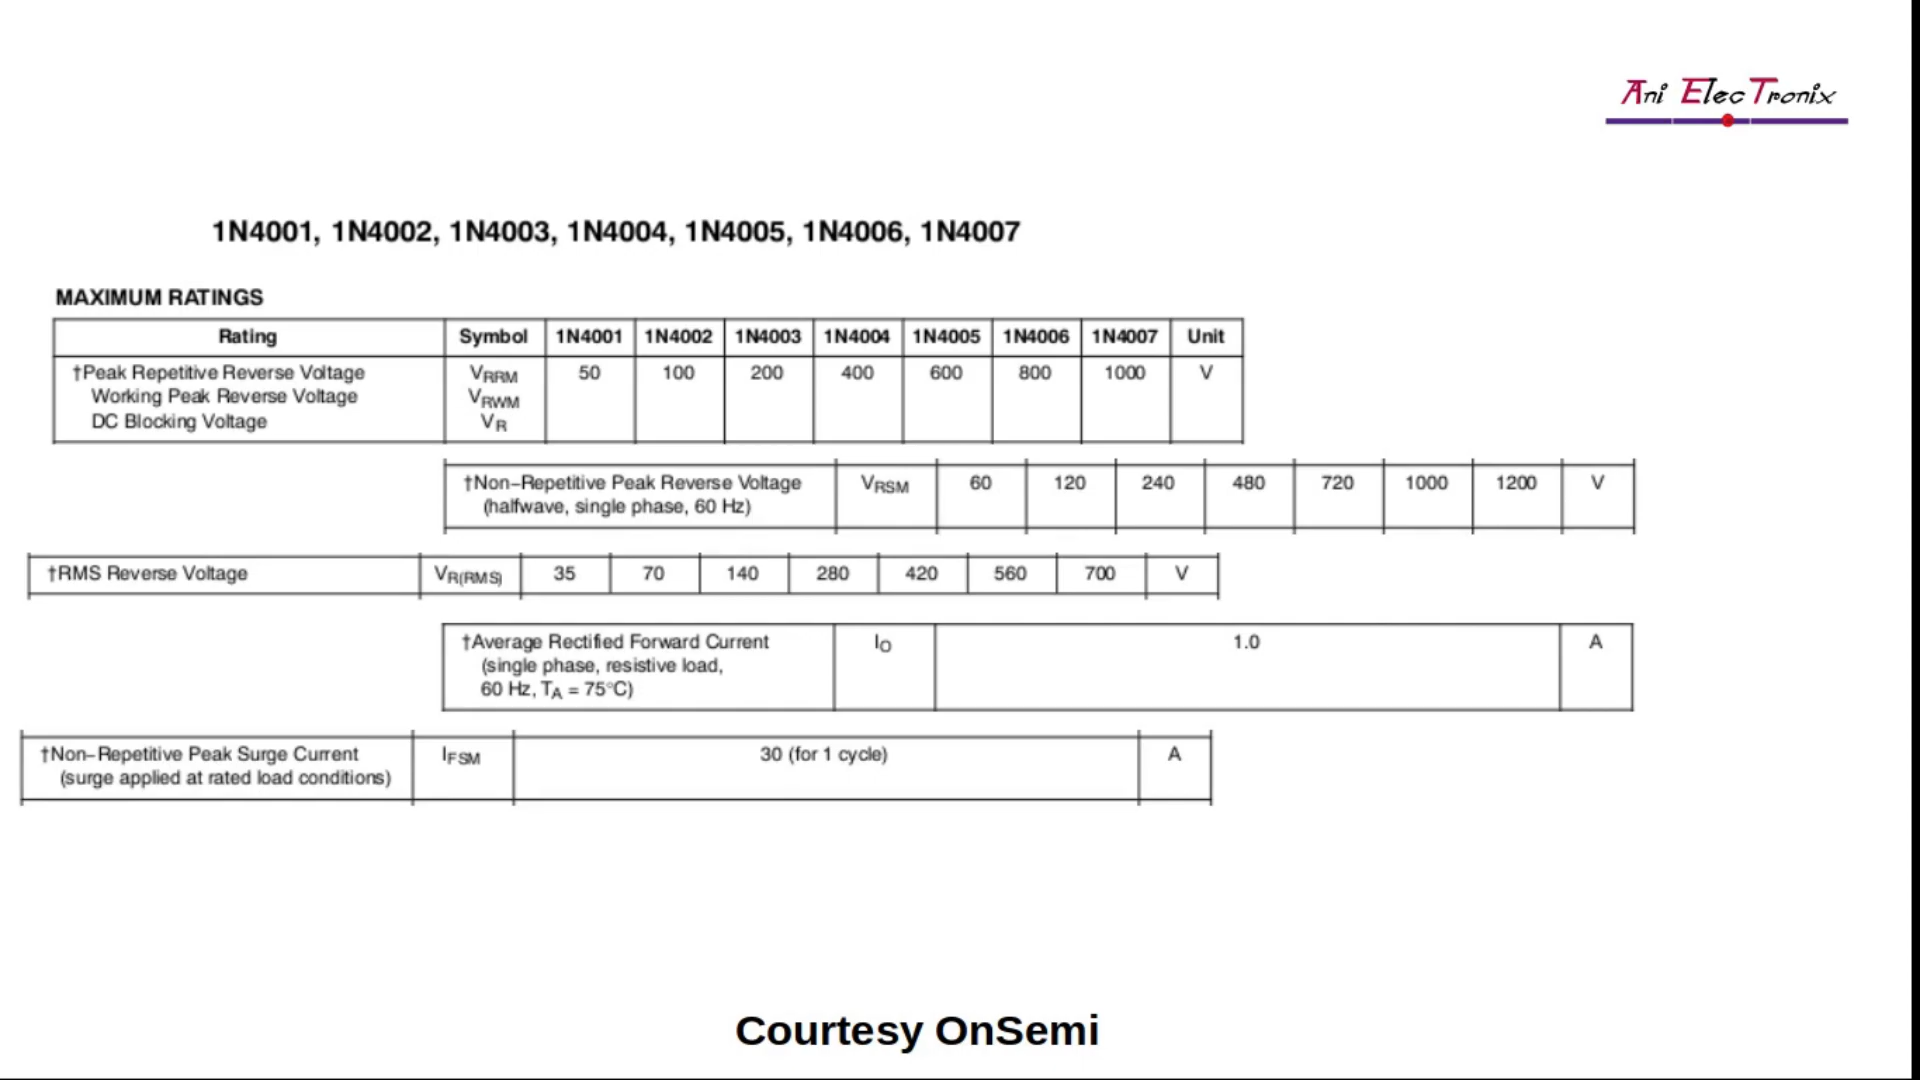 Ani ElecTronix
1N4001, 1N4002, 1N4003, 1N4004, 1N4005, 1N4006, 1N4007
MAXIMUM RATINGS
Rating Symbol 1N4001 1N4002 1N4003 1N4004 1N4005 1N4006 1N4007 Unit
†Peak Repetitive Reverse Voltage VRRM 50 100 200 400 600 800 1000 V
Working Peak Reverse Voltage VRWM
DC Blocking Voltage VR
†Non–Repetitive Peak Reverse Voltage VRSM 60 120 240 480 720 1000 1200 V
(halfwave, single phase, 60 Hz)
†RMS Reverse Voltage VR(RMS) 35 70 140 280 420 560 700 V
†Average Rectified Forward Current IO 1.0 A
(single phase, resistive load,
60 Hz, TA = 75°C)
†Non–Repetitive Peak Surge Current IFSM 30 (for 1 cycle) A
(surge applied at rated load conditions)
Courtesy OnSemi